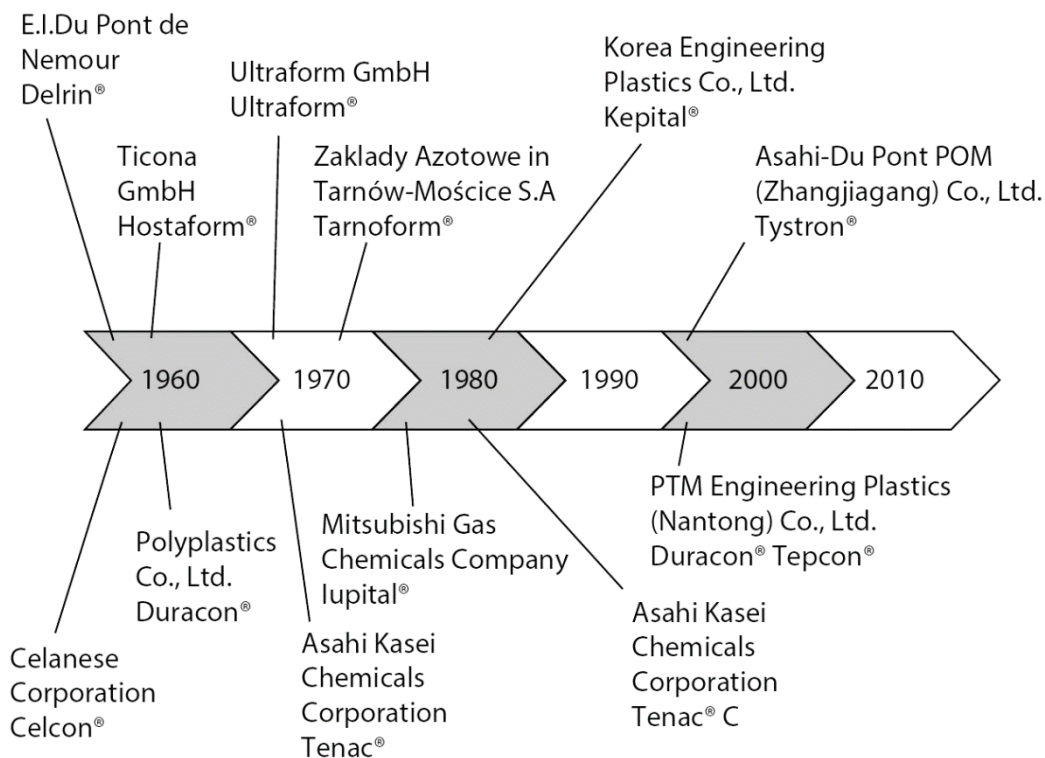 E.I.Du Pont de
Nemour
Delrin®
Ultraform GmbH
Ultraform®
Korea Engineering
Plastics Co., Ltd.
Kepital®
Ticona
GmbH
Hostaform®
Zaklady Azotowe in
Tarnów-Mościce S.A
Tarnoform®
Asahi-Du Pont POM
(Zhangjiagang) Co., Ltd.
Tystron®
1960
1970
1980
1990
2000
2010
Polyplastics
Co., Ltd.
Duracon®
Mitsubishi Gas
Chemicals Company
Iupital®
PTM Engineering Plastics
(Nantong) Co., Ltd.
Duracon® Tepcon®
Celanese
Corporation
Celcon®
Asahi Kasei
Chemicals
Corporation
Tenac®
Asahi Kasei
Chemicals
Corporation
Tenac® C